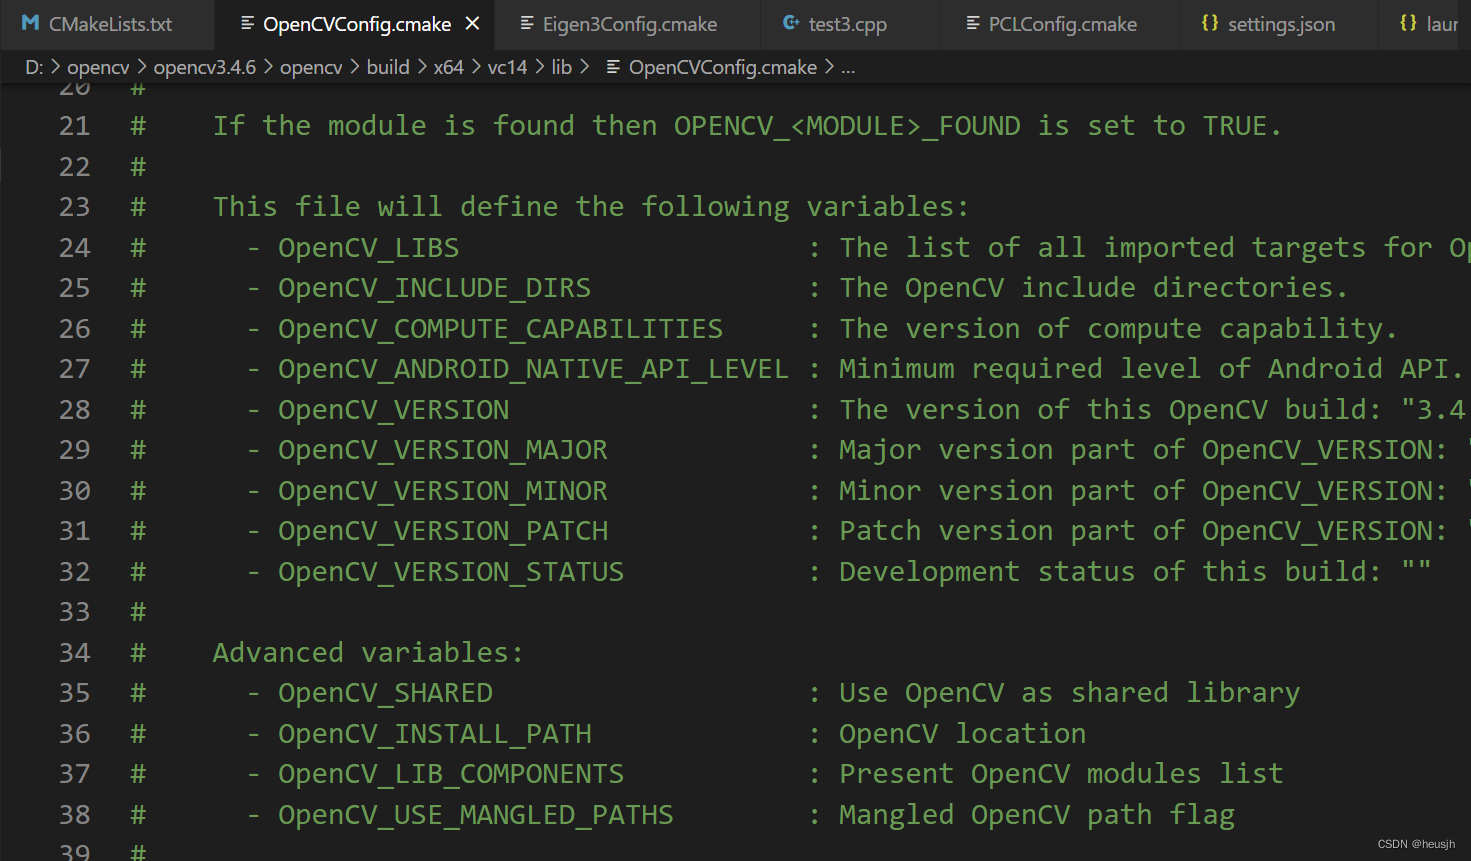 CMakeLists.txt OpenCVConfig.cmake Eigen3Config.cmake test3.cpp PCLConfig.cmake {} settings.json {}
D: > opencv > opencv3.4.6 > opencv > build > x64 > vc14 > lib > OpenCVConfig.cmake > ...
20 #
21 # If the module is found then OPENCV_<MODULE>_FOUND is set to TRUE.
22 #
23 # This file will define the following variables:
24 # - OpenCV_LIBS : The list of all imported targets for
25 # - OpenCV_INCLUDE_DIRS : The OpenCV include directories.
26 # - OpenCV_COMPUTE_CAPABILITIES : The version of compute capability.
27 # - OpenCV_ANDROID_NATIVE_API_LEVEL : Minimum required level of Android API.
28 # - OpenCV_VERSION : The version of this OpenCV build: "3.4
29 # - OpenCV_VERSION_MAJOR : Major version part of OpenCV_VERSION:
30 # - OpenCV_VERSION_MINOR : Minor version part of OpenCV_VERSION:
31 # - OpenCV_VERSION_PATCH : Patch version part of OpenCV_VERSION:
32 # - OpenCV_VERSION_STATUS : Development status of this build: ""
33 #
34 # Advanced variables:
35 # - OpenCV_SHARED : Use OpenCV as shared library
36 # - OpenCV_INSTALL_PATH : OpenCV location
37 # - OpenCV_LIB_COMPONENTS : Present OpenCV modules list
38 # - OpenCV_USE_MANGLED_PATHS : Mangled OpenCV path flag
39 #
CSDN @heusjh